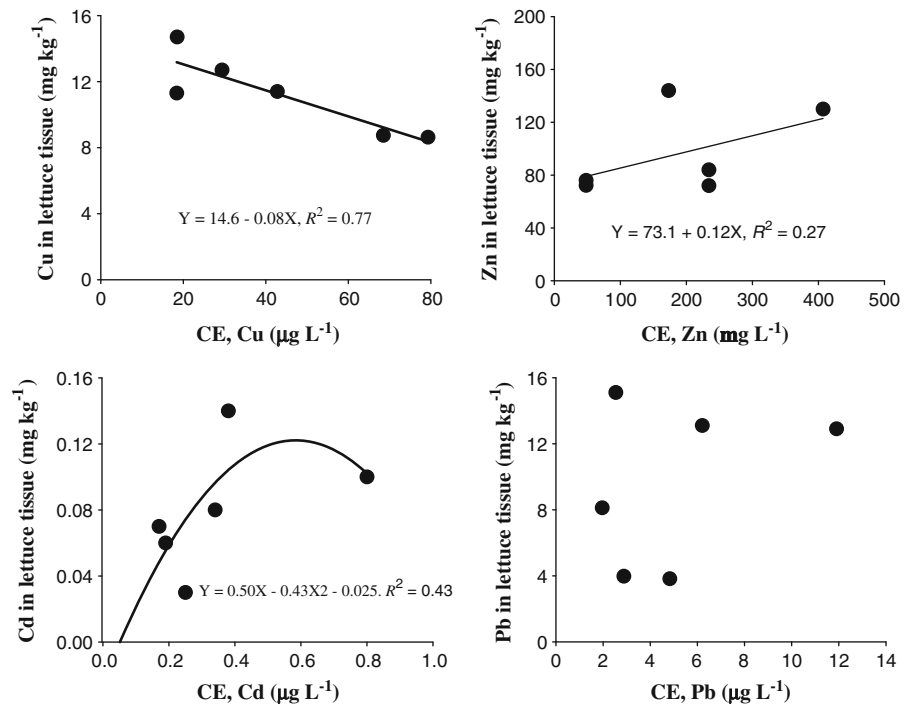 16
12
8
4
0
0 20 40 60 80
Cu in lettuce tissue (mg kg-1)
Y = 14.6 - 0.08X, R2 = 0.77
CE, Cu (μg L-1)
200
160
120
80
40
0
0 100 200 300 400 500
Zn in lettuce tissue (mg kg-1)
Y = 73.1 + 0.12X, R2 = 0.27
CE, Zn (mg L-1)
0.16
0.12
0.08
0.04
0.00
0.0 0.2 0.4 0.6 0.8 1.0
Cd in lettuce tissue (mg kg-1)
Y = 0.50X - 0.43X2 - 0.025. R2 = 0.43
CE, Cd (μg L-1)
16
12
8
4
0
0 2 4 6 8 10 12 14
Pb in lettuce tissue (mg kg-1)
CE, Pb (μg L-1)